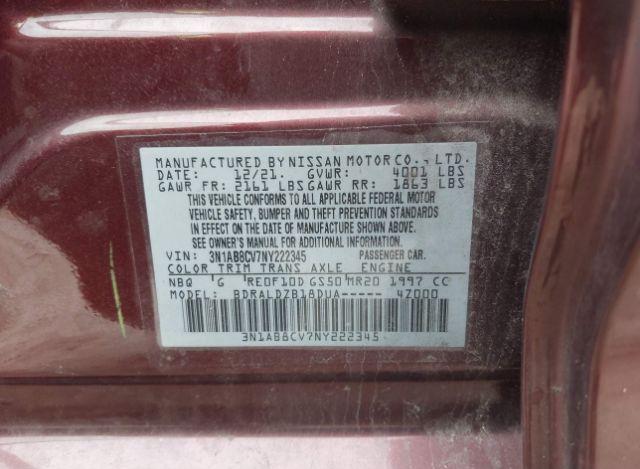 MANUFACTURED BY NISSAN MOTOR CO., LTD.
DATE: 12/21. GVWR: 4001 LBS
GAWR FR: 2161 LBS GAWR RR: 1863 LBS
THIS VEHICLE CONFORMS TO ALL APPLICABLE FEDERAL MOTOR
VEHICLE SAFETY, BUMPER AND THEFT PREVENTION STANDARDS
IN EFFECT ON THE DATE OF MANUFACTURE SHOWN ABOVE.
SEE OWNER'S MANUAL FOR ADDITIONAL INFORMATION.
VIN: 3N1AB8CV7NY222345 PASSENGER CAR.
COLOR TRIM TRANS AXLE ENGINE
NBQ G RE0F10D GS50 MR20 1997 CC
MODEL: BDRALDZB18DUA----- 4Z000
3N1AB8CV7NY222345